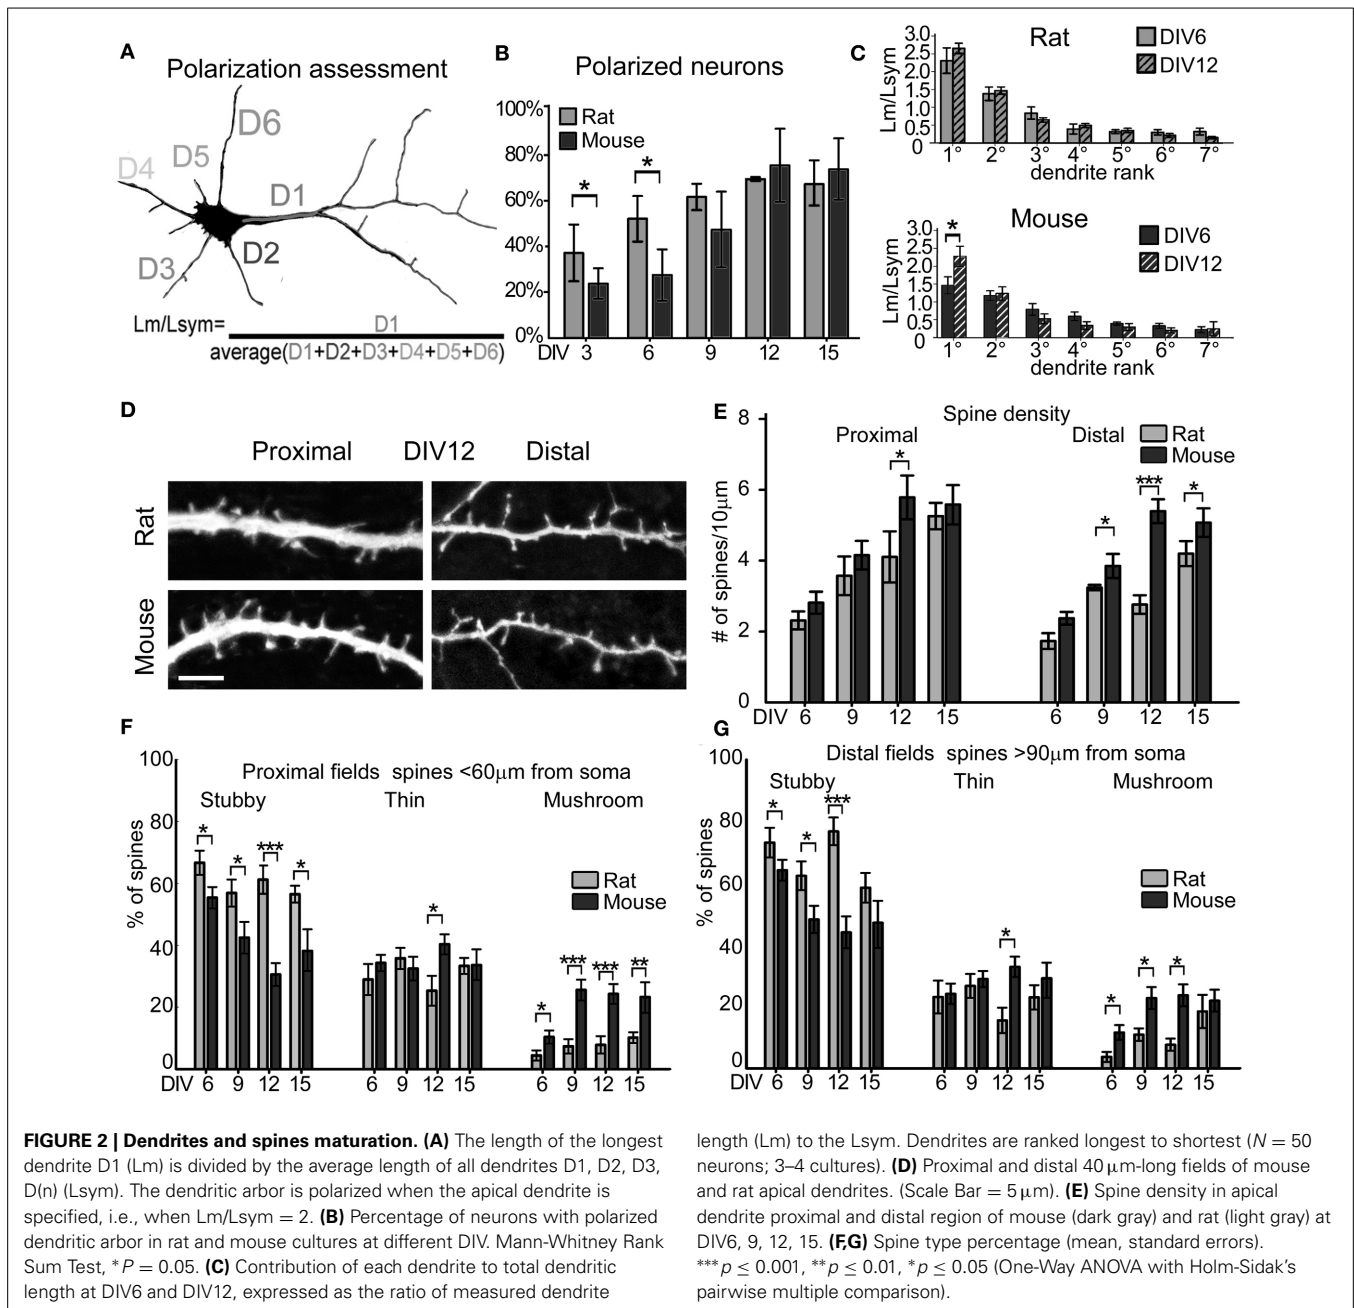 A
Polarization assessment
D6
D5
D4
D1
D2
D3
Lm/Lsym=
D1
average(D1+D2+D3+D4+D5+D6)
B
Polarized neurons
100%
80%
60%
40%
20%
0%
Rat
Mouse
*
*
DIV 3 6 9 12 15
C
Rat
DIV6
DIV12
Lm/Lsym
3.0
2.5
2.0
1.5
1.0
0.5
0
1° 2° 3° 4° 5° 6° 7°
dendrite rank
Mouse
DIV6
DIV12
*
Lm/Lsym
3.0
2.5
2.0
1.5
1.0
0.5
0
1° 2° 3° 4° 5° 6° 7°
dendrite rank
D
Proximal DIV12 Distal
Rat
Mouse
E
Spine density
Proximal
Distal
Rat
Mouse
# of spines/10µm
8
6
4
2
0
*
*
***
*
DIV 6 9 12 15 6 9 12 15
F
Proximal fields spines <60µm from soma
Stubby Thin Mushroom
% of spines
100
80
60
40
20
0
Rat
Mouse
* * *** *
*
* *** *** **
DIV 6 9 12 15 6 9 12 15 6 9 12 15
G
Distal fields spines >90µm from soma
Stubby Thin Mushroom
% of spines
100
80
60
40
20
0
Rat
Mouse
* * ***
*
* * *
DIV 6 9 12 15 6 9 12 15 6 9 12 15
FIGURE 2 | Dendrites and spines maturation. (A) The length of the longest
dendrite D1 (Lm) is divided by the average length of all dendrites D1, D2, D3,
D(n) (Lsym). The dendritic arbor is polarized when the apical dendrite is
specified, i.e., when Lm/Lsym = 2. (B) Percentage of neurons with polarized
dendritic arbor in rat and mouse cultures at different DIV. Mann-Whitney Rank
Sum Test, *P = 0.05. (C) Contribution of each dendrite to total dendritic
length at DIV6 and DIV12, expressed as the ratio of measured dendrite
length (Lm) to the Lsym. Dendrites are ranked longest to shortest (N = 50
neurons; 3–4 cultures). (D) Proximal and distal 40 µm-long fields of mouse
and rat apical dendrites. (Scale Bar = 5 µm). (E) Spine density in apical
dendrite proximal and distal region of mouse (dark gray) and rat (light gray) at
DIV6, 9, 12, 15. (F,G) Spine type percentage (mean, standard errors).
***p ≤ 0.001, **p ≤ 0.01, *p ≤ 0.05 (One-Way ANOVA with Holm-Sidak's
pairwise multiple comparison).